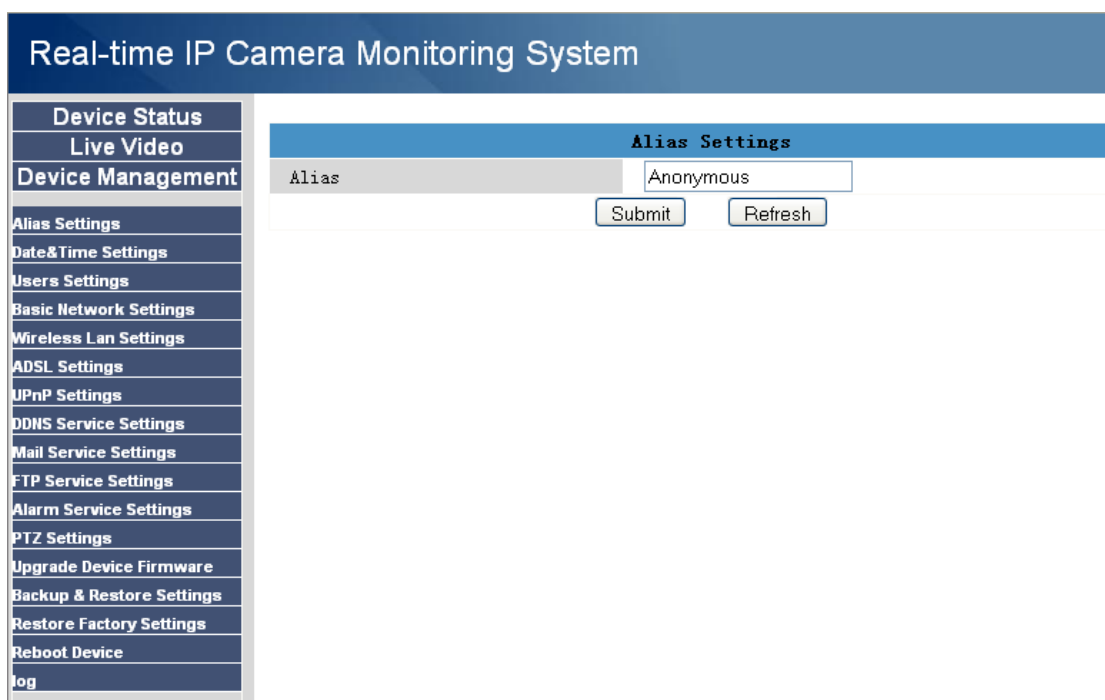 Real-time IP Camera Monitoring System
Device Status
Live Video
Device Management
Alias Settings
Date&Time Settings
Users Settings
Basic Network Settings
Wireless Lan Settings
ADSL Settings
UPnP Settings
DDNS Service Settings
Mail Service Settings
FTP Service Settings
Alarm Service Settings
PTZ Settings
Upgrade Device Firmware
Backup & Restore Settings
Restore Factory Settings
Reboot Device
log
Alias Settings
Alias Anonymous
Submit Refresh